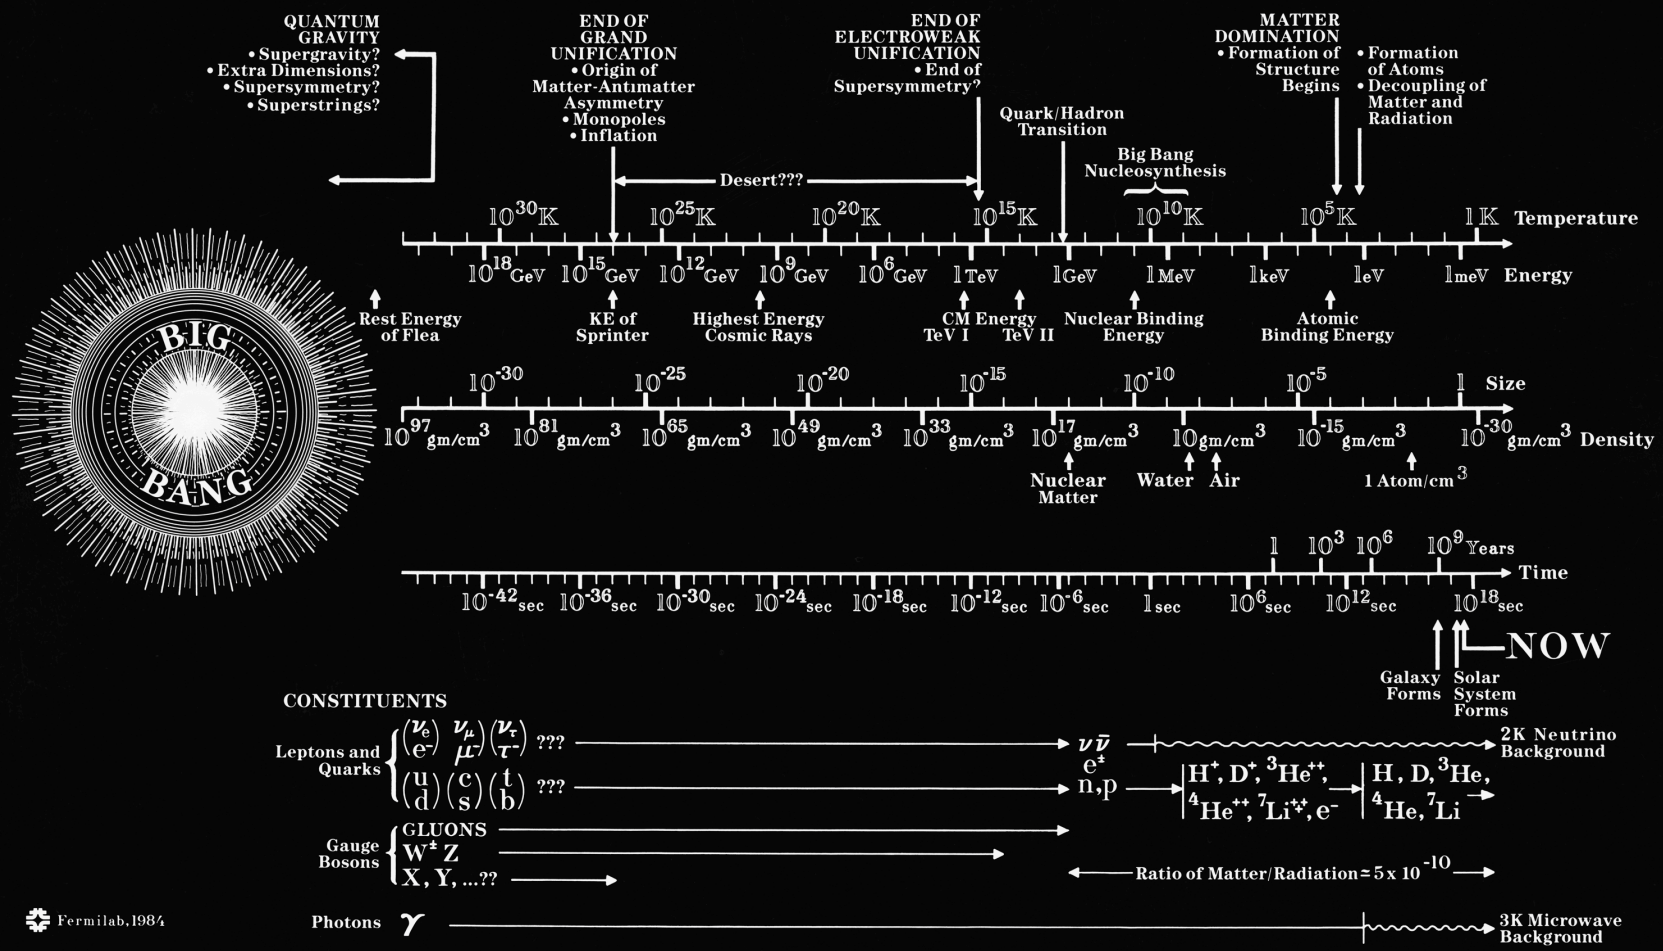 QUANTUM
GRAVITY
• Supergravity?
• Extra Dimensions?
• Supersymmetry?
• Superstrings?
END OF
GRAND
UNIFICATION
• Origin of
Matter-Antimatter
Asymmetry
• Monopoles
• Inflation
END OF
ELECTROWEAK
UNIFICATION
• End of
Supersymmetry?
Quark/Hadron
Transition
Big Bang
Nucleosynthesis
MATTER
DOMINATION
• Formation of
Structure
Begins
• Formation
of Atoms
• Decoupling of
Matter and
Radiation
Desert???
10³⁰K 10²⁵K 10²⁰K 10¹⁵K 10¹⁰K 10⁵K 1K Temperature
10¹⁸GeV 10¹⁵GeV 10¹²GeV 10⁹GeV 10⁶GeV 1TeV 1GeV 1MeV 1keV 1eV 1meV Energy
Rest Energy
of Flea
KE of
Sprinter
Highest Energy
Cosmic Rays
CM Energy
TeV I TeV II
Nuclear Binding
Energy
Atomic
Binding Energy
BIG
BANG
10⁻³⁰ 10⁻²⁵ 10⁻²⁰ 10⁻¹⁵ 10⁻¹⁰ 10⁻⁵ 1 Size
10⁹⁷gm/cm³ 10⁸¹gm/cm³ 10⁶⁵gm/cm³ 10⁴⁹gm/cm³ 10³³gm/cm³ 10¹⁷gm/cm³ 10gm/cm³ 10⁻¹⁵gm/cm³ 10⁻³⁰gm/cm³ Density
Nuclear
Matter
Water
Air
1 Atom/cm³
1 10³ 10⁶ 10⁹Years
Time
10⁻⁴²sec 10⁻³⁶sec 10⁻³⁰sec 10⁻²⁴sec 10⁻¹⁸sec 10⁻¹²sec 10⁻⁶sec 1sec 10⁶sec 10¹²sec 10¹⁸sec
NOW
Galaxy
Forms
Solar
System
Forms
CONSTITUENTS
Leptons and
Quarks
(νe) (νμ) (ντ) ???
(e⁻) (μ⁻) (τ⁻)
(u) (c) (t) ???
(d) (s) (b)
ν ν̄
e±
n,p
2K Neutrino
Background
H⁺, D⁺, ³He⁺⁺,
⁴He⁺⁺, ⁷Li⁺⁺⁺, e⁻
H, D, ³He,
⁴He, ⁷Li
Gauge
Bosons
GLUONS
W± Z
X, Y, ...??
Ratio of Matter/Radiation≃5 x 10⁻¹⁰
Photons γ
3K Microwave
Background
Fermilab, 1984